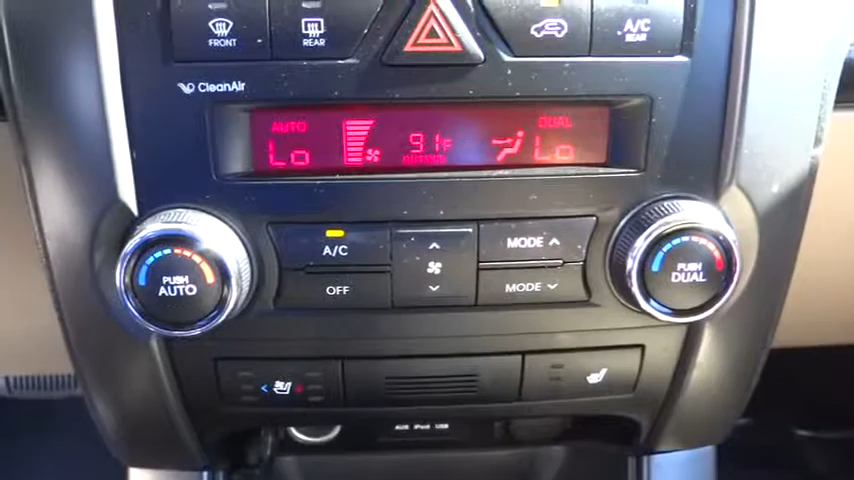 FRONT
REAR
A/C
REAR
CleanAir
AUTO
DUAL
Lo
91°F
Lo
OUTSIDE
A/C
MODE
PUSH
AUTO
OFF
MODE
PUSH
DUAL
AUX iPod USB